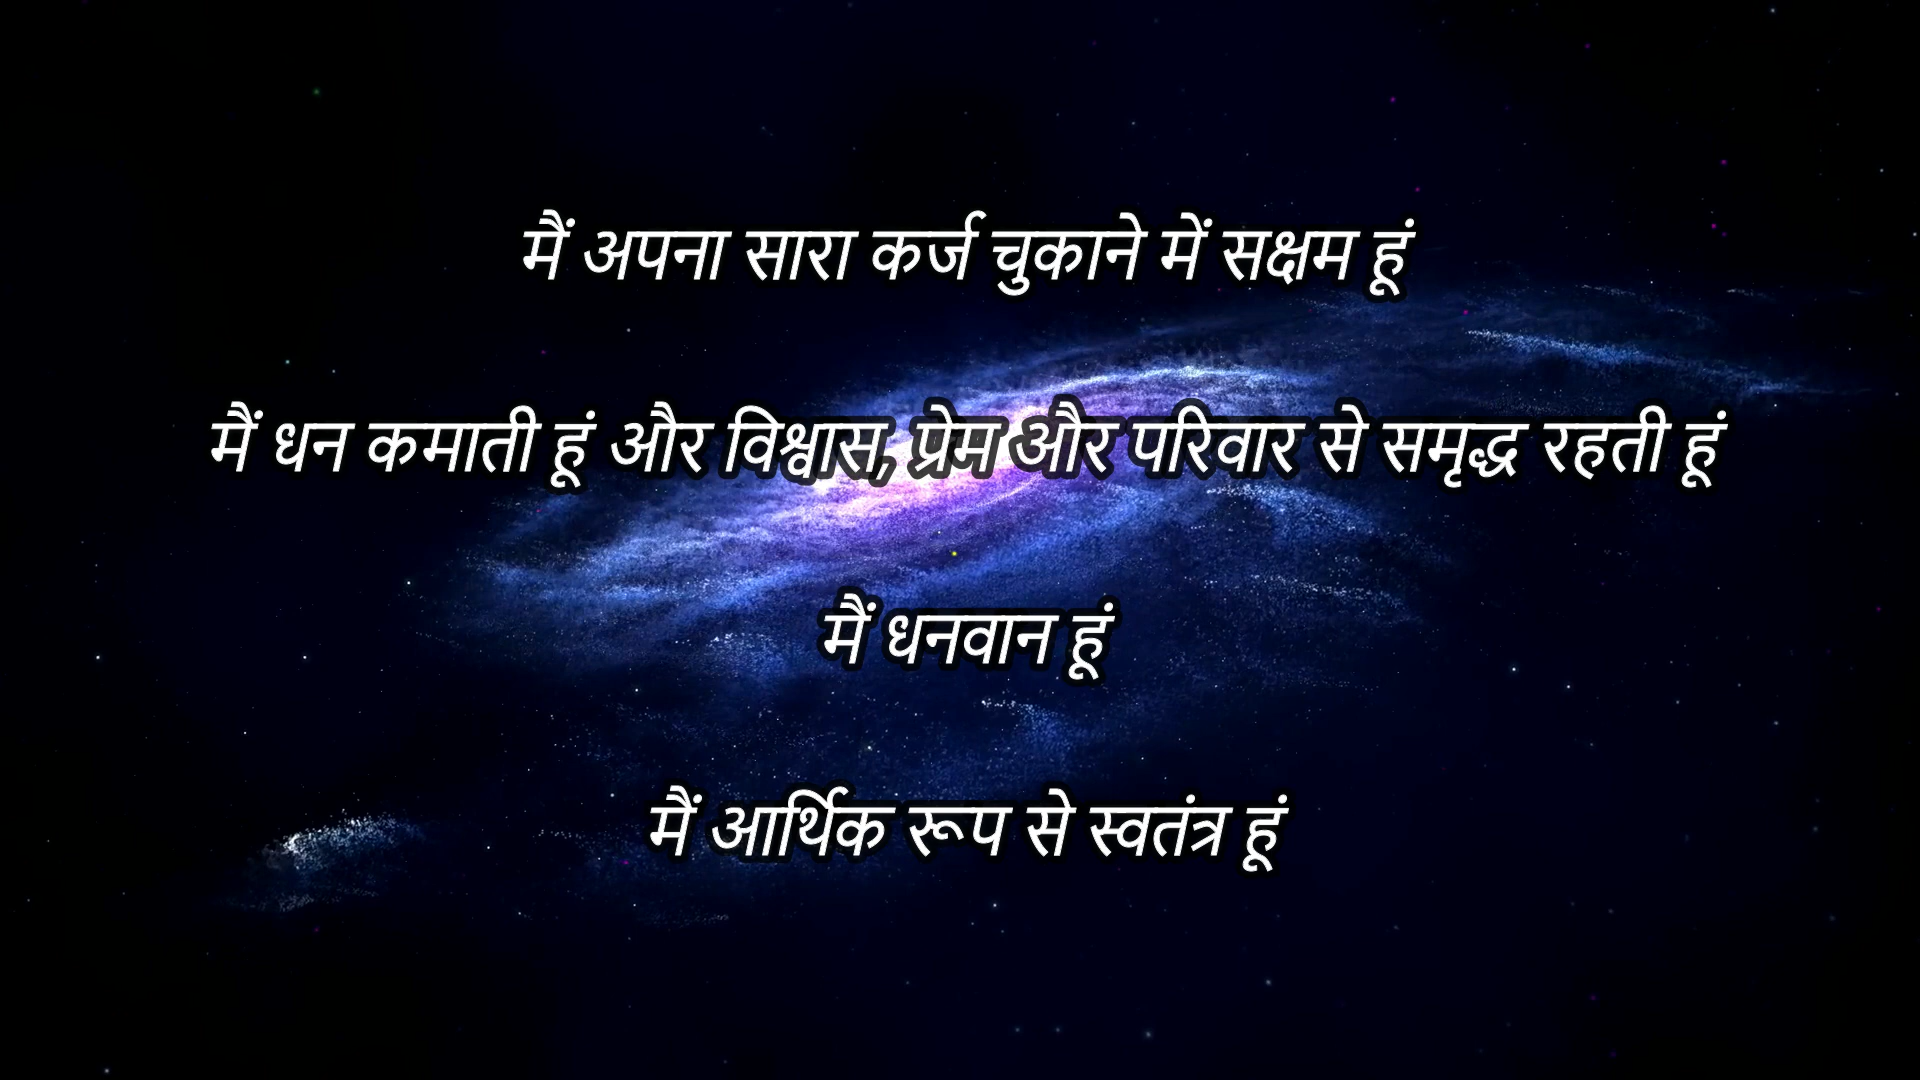 मैं अपना सारा कर्ज चुकाने में सक्षम हूं
मैं धन कमाती हूं और विश्वास, प्रेम और परिवार से समृद्ध रहती हूं
मैं धनवान हूं
मैं आर्थिक रूप से स्वतंत्र हूं